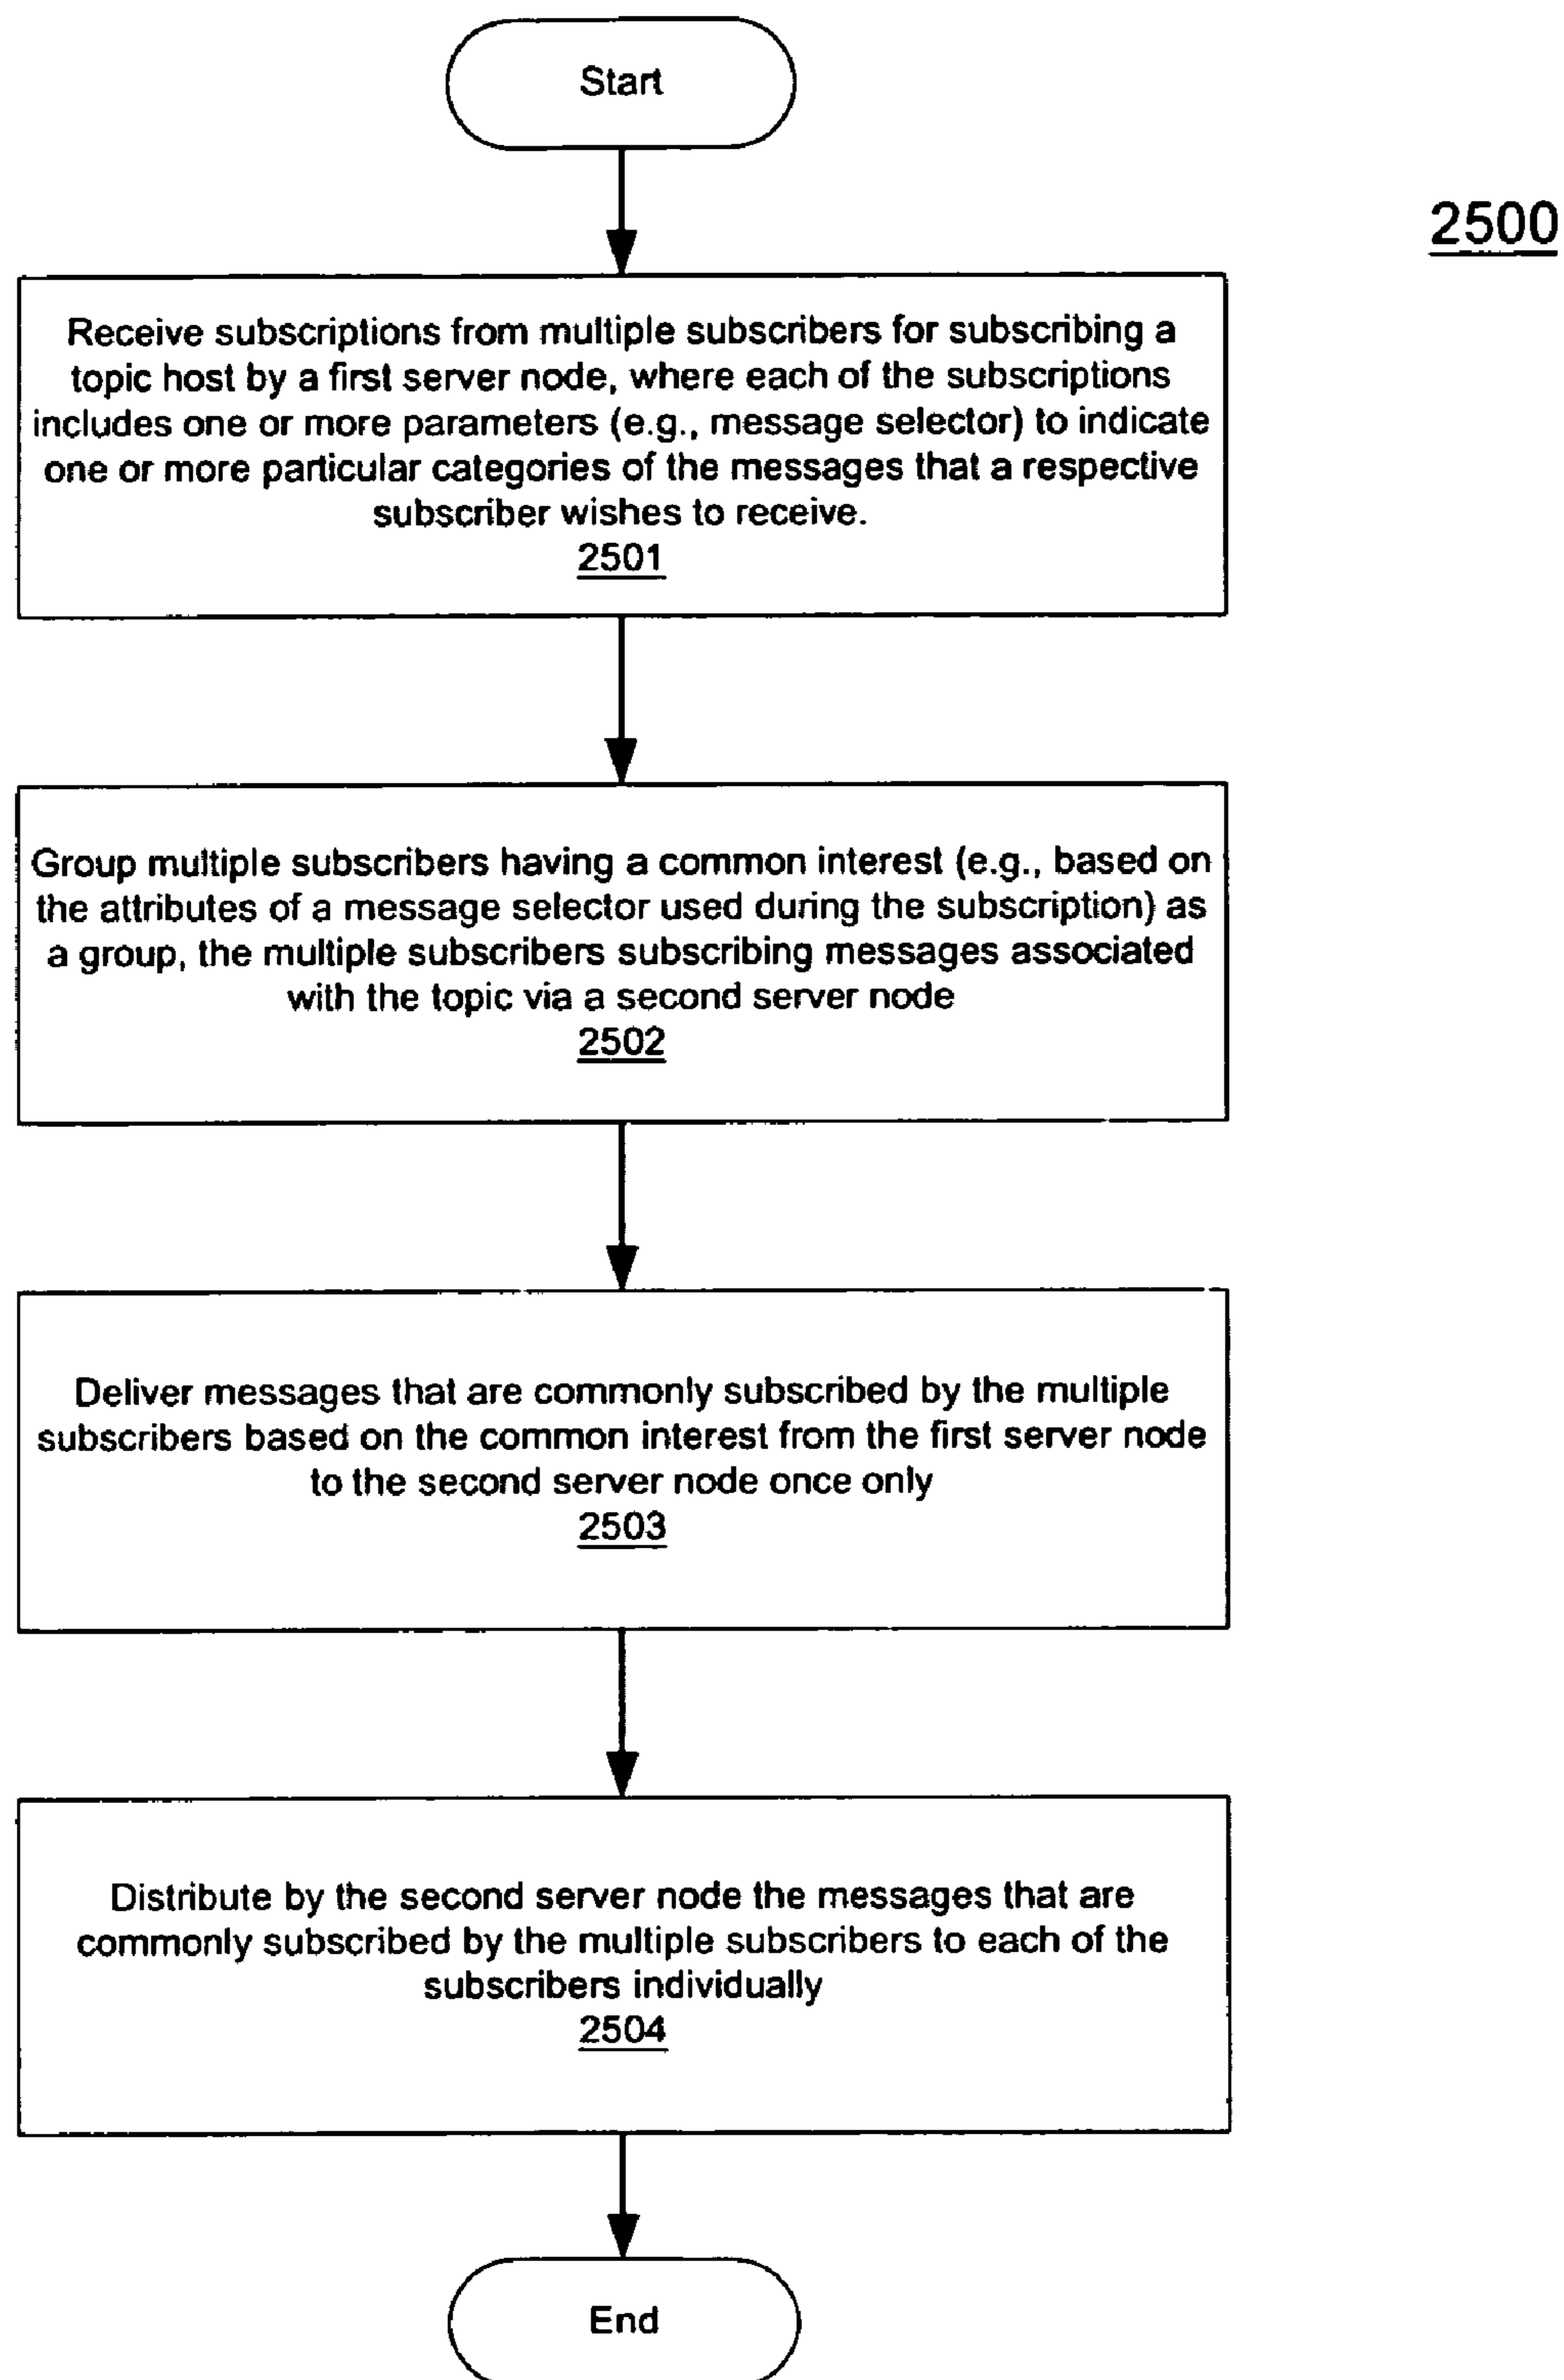 Start
2500
Receive subscriptions from multiple subscribers for subscribing a
topic host by a first server node, where each of the subscriptions
includes one or more parameters (e.g., message selector) to indicate
one or more particular categories of the messages that a respective
subscriber wishes to receive.
2501
Group multiple subscribers having a common interest (e.g., based on
the attributes of a message selector used during the subscription) as
a group, the multiple subscribers subscribing messages associated
with the topic via a second server node
2502
Deliver messages that are commonly subscribed by the multiple
subscribers based on the common interest from the first server node
to the second server node once only
2503
Distribute by the second server node the messages that are
commonly subscribed by the multiple subscribers to each of the
subscribers individually
2504
End